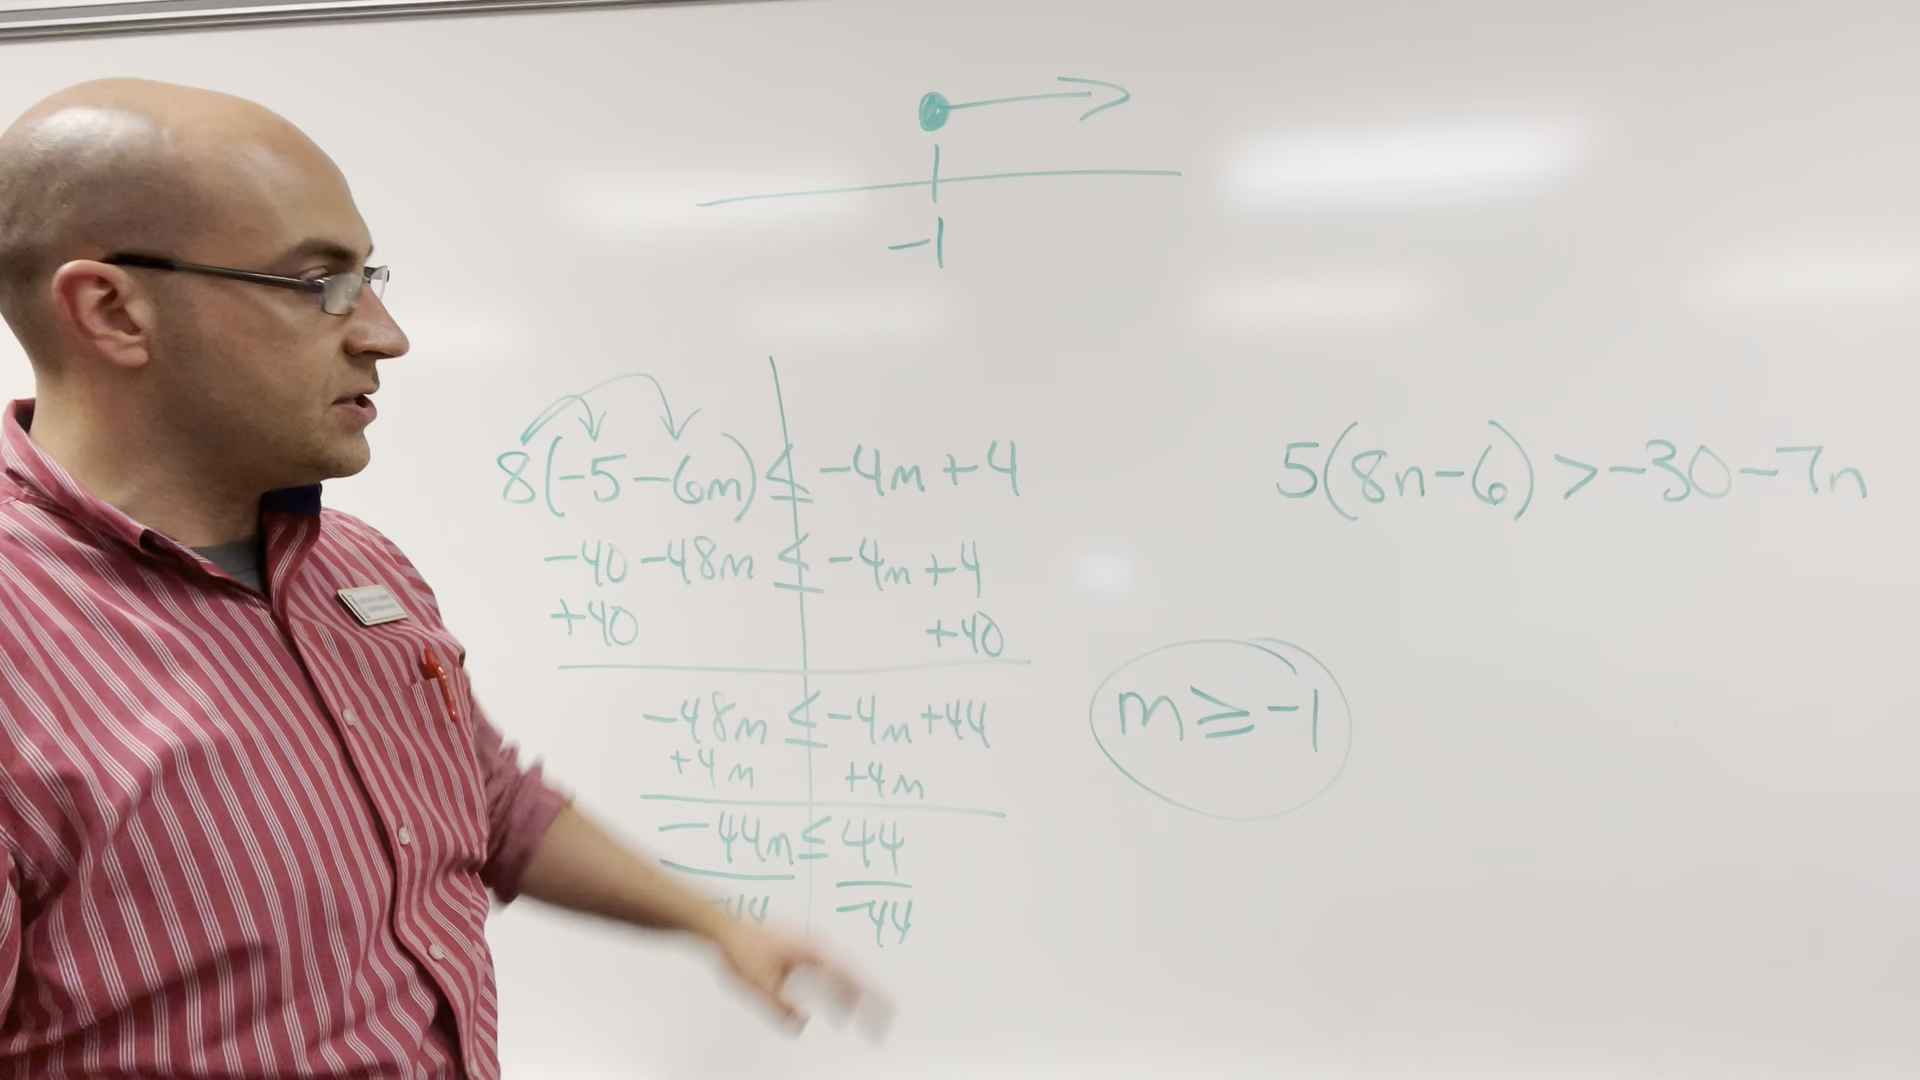 -1
8(-5-6m) ≤ -4m+4
-40-48m ≤ -4m+4
+40 +40
-48m ≤ -4m+44
+4m +4m
-44m ≤ 44
-44 -44
m ≥ -1
5(8n-6) > -30-7n